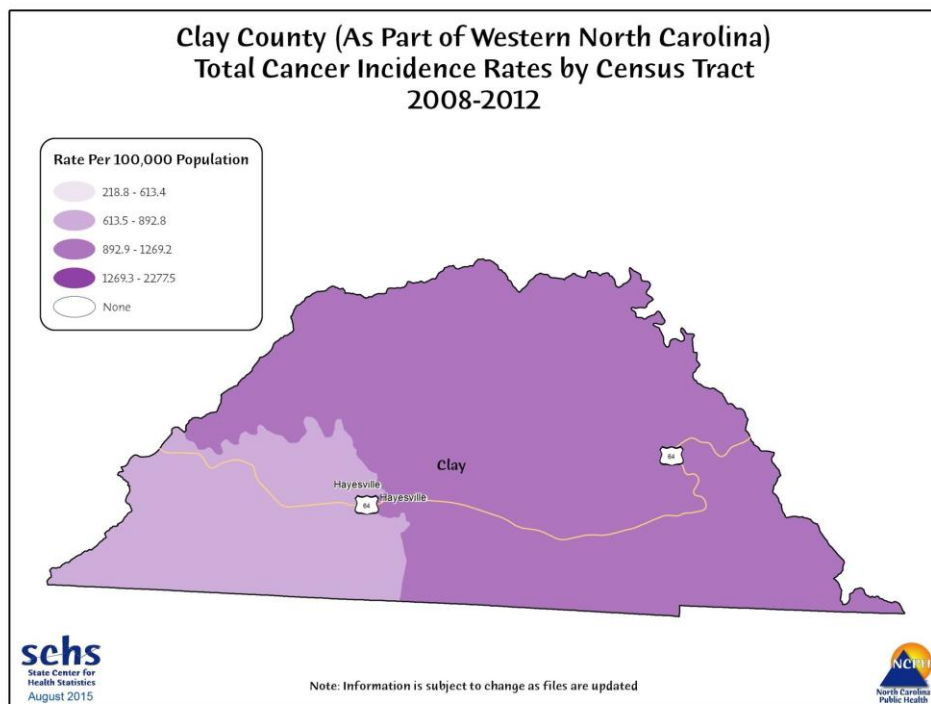 Clay County (As Part of Western North Carolina)
Total Cancer Incidence Rates by Census Tract
2008-2012
Rate Per 100,000 Population
218.8 - 613.4
613.5 - 892.8
892.9 - 1269.2
1269.3 - 2277.5
None
Clay
64
Hayesville
64
Hayesville
schs
State Center for
Health Statistics
August 2015
Note: Information is subject to change as files are updated
NCPH
North Carolina
Public Health